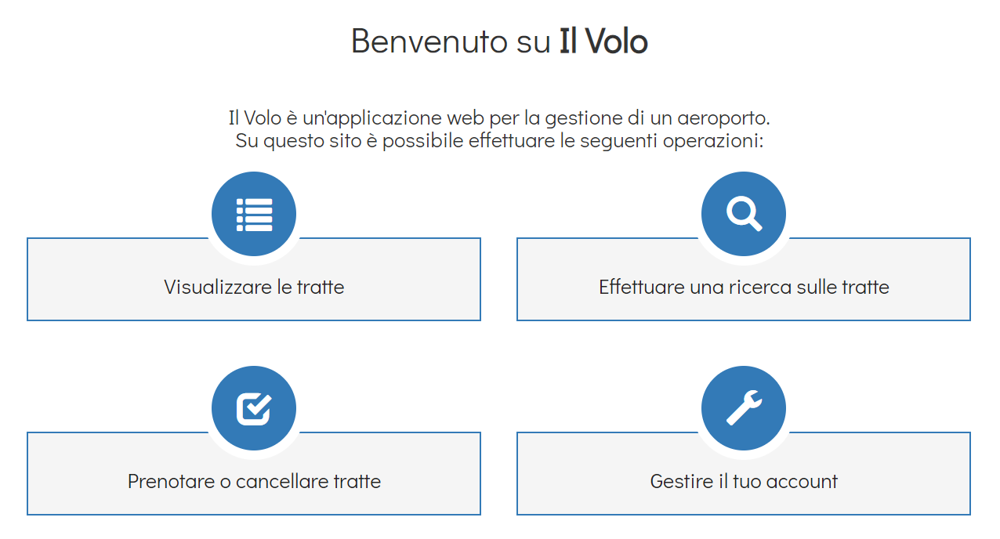 Benvenuto su Il Volo
Il Volo è un'applicazione web per la gestione di un aeroporto.
Su questo sito è possibile effettuare le seguenti operazioni:
Visualizzare le tratte
Effettuare una ricerca sulle tratte
Prenotare o cancellare tratte
Gestire il tuo account